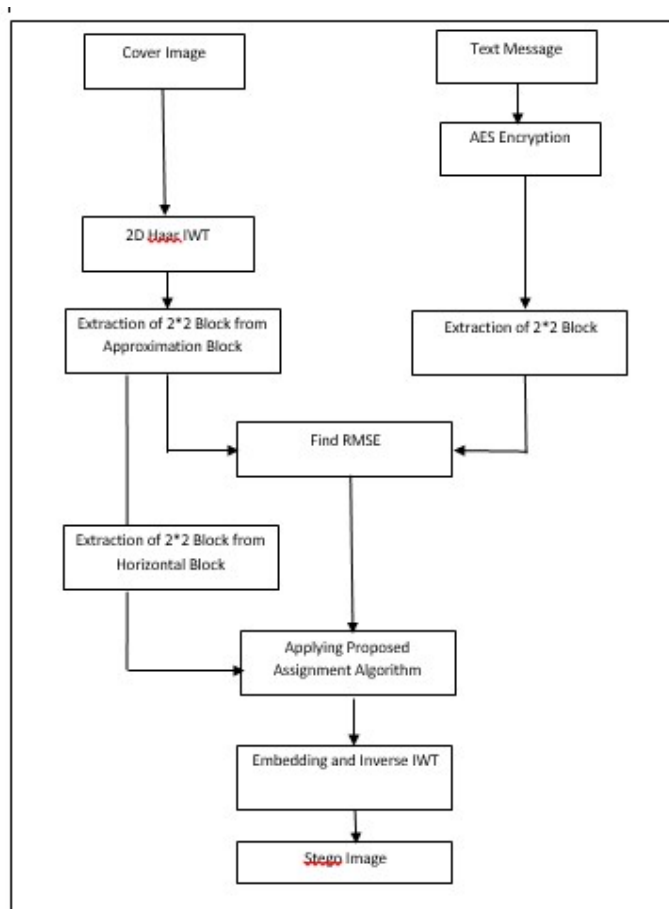 Cover Image
Text Message
AES Encryption
2D Haar IWT
Extraction of 2*2 Block from
Approximation Block
Extraction of 2*2 Block
Find RMSE
Extraction of 2*2 Block from
Horizontal Block
Applying Proposed
Assignment Algorithm
Embedding and Inverse IWT
Stego Image